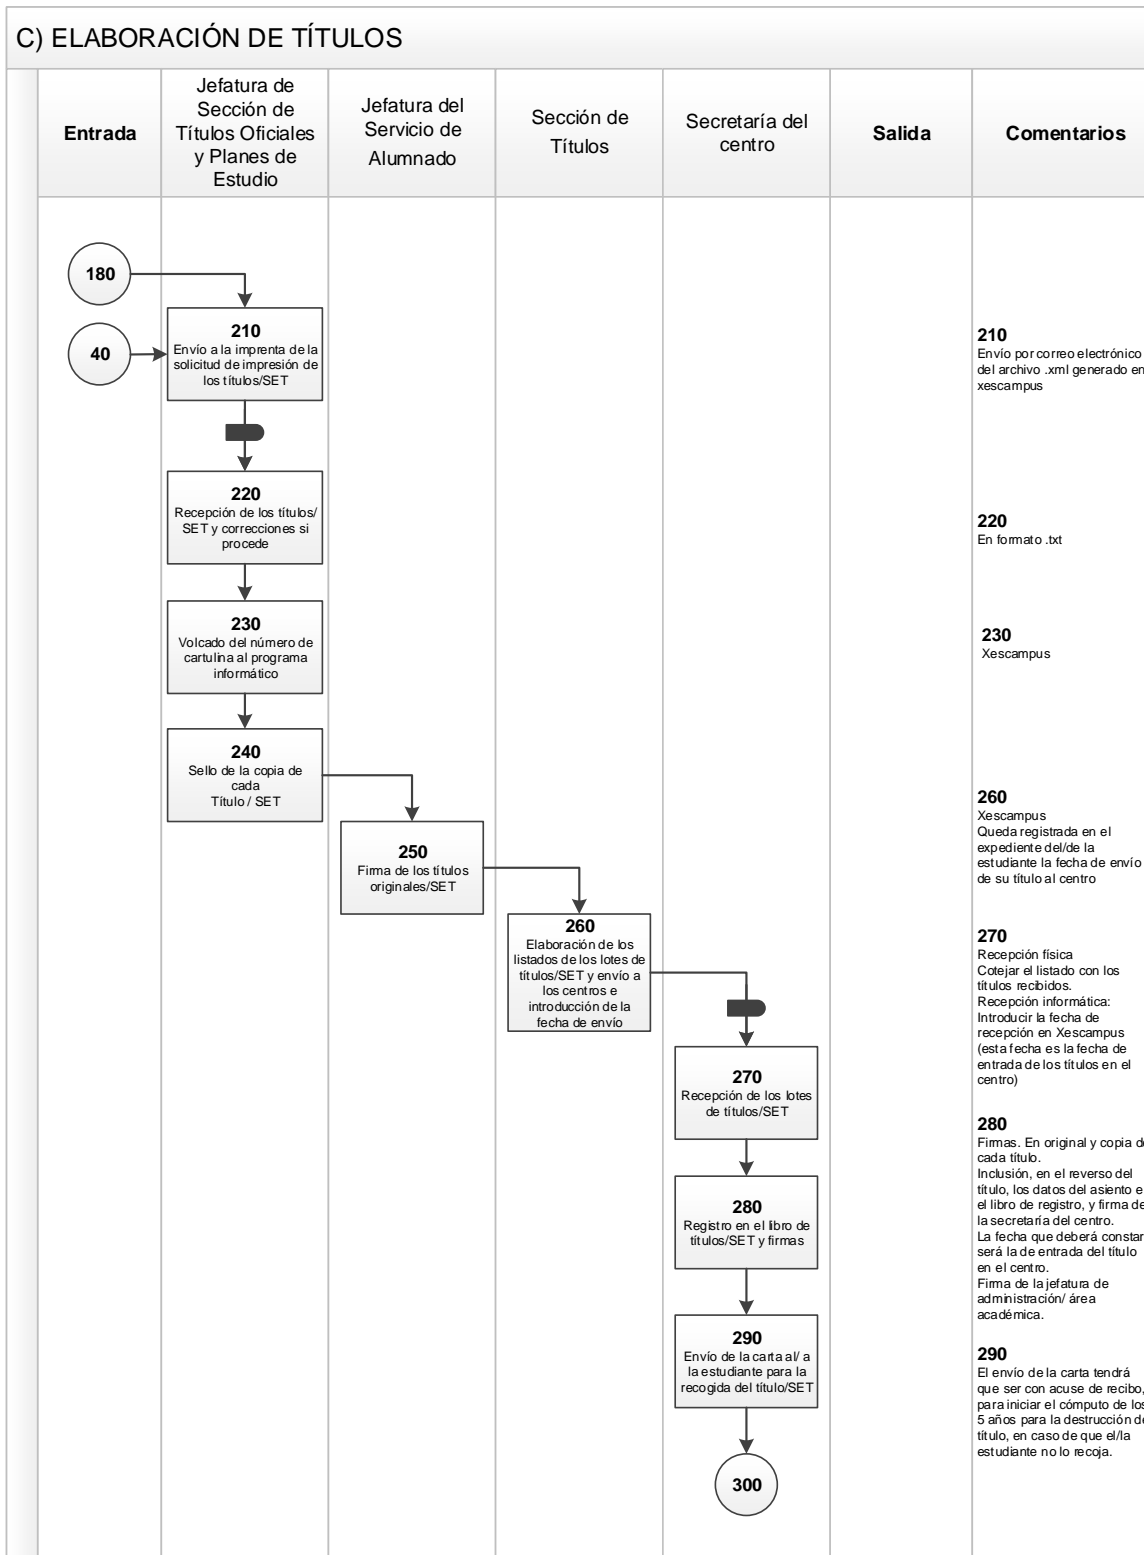 C) ELABORACIÓN DE TÍTULOS
Entrada
Jefatura de
Sección de
Títulos Oficiales
y Planes de
Estudio
Jefatura del
Servicio de
Alumnado
Sección de
Títulos
Secretaría del
centro
Salida
Comentarios
180
40
210
Envío a la imprenta de la
solicitud de impresión de
los títulos/SET
220
Recepción de los títulos/
SET y correcciones si
procede
230
Volcado del número de
cartulina al programa
informático
240
Sello de la copia de
cada
Título / SET
250
Firma de los títulos
originales/SET
260
Elaboración de los
listados de los lotes de
títulos/SET y envío a
los centros e
introducción de la
fecha de envío
270
Recepción de los lotes
de títulos/SET
280
Registro en el libro de
títulos/SET y firmas
290
Envío de la carta al/ a
la estudiante para la
recogida del título/SET
300
210
Envío por correo electrónico
del archivo .xml generado en
xescampus
220
En formato .txt
230
Xescampus
260
Xescampus
Queda registrada en el
expediente del/de la
estudiante la fecha de envío
de su título al centro
270
Recepción física
Cotejar el listado con los
títulos recibidos.
Recepción informática:
Introducir la fecha de
recepción en Xescampus
(esta fecha es la fecha de
entrada de los títulos en el
centro)
280
Firmas. En original y copia d
cada título.
Inclusión, en el reverso del
título, los datos del asiento e
el libro de registro, y firma de
la secretaría del centro.
La fecha que deberá constar
será la de entrada del título
en el centro.
Firma de la jefatura de
administración/ área
académica.
290
El envío de la carta tendrá
que ser con acuse de recibo,
para iniciar el cómputo de los
5 años para la destrucción de
título, en caso de que el/la
estudiante no lo recoja.